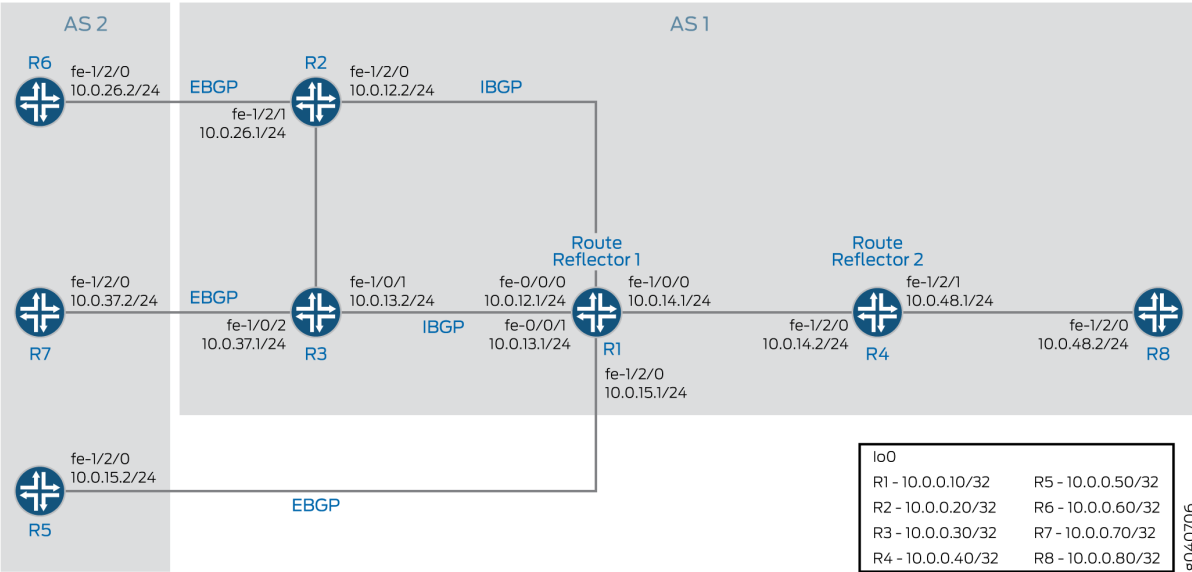 AS 2
AS 1
R6
fe-1/2/0
10.0.26.2/24
EBGP
R2
fe-1/2/0
10.0.12.2/24
IBGP
fe-1/2/1
10.0.26.1/24
Route
Reflector 1
Route
Reflector 2
fe-1/2/0
10.0.37.2/24
EBGP
fe-1/0/1
10.0.13.2/24
fe-0/0/0
10.0.12.1/24
fe-1/0/0
10.0.14.1/24
fe-1/2/1
10.0.48.1/24
R7
fe-1/0/2
10.0.37.1/24
R3
IBGP
fe-0/0/1
10.0.13.1/24
R1
fe-1/2/0
10.0.14.2/24
R4
fe-1/2/0
10.0.48.2/24
R8
fe-1/2/0
10.0.15.1/24
fe-1/2/0
10.0.15.2/24
R5
EBGP
lo0
R1 - 10.0.0.10/32 R5 - 10.0.0.50/32
R2 - 10.0.0.20/32 R6 - 10.0.0.60/32
R3 - 10.0.0.30/32 R7 - 10.0.0.70/32
R4 - 10.0.0.40/32 R8 - 10.0.0.80/32
g040706